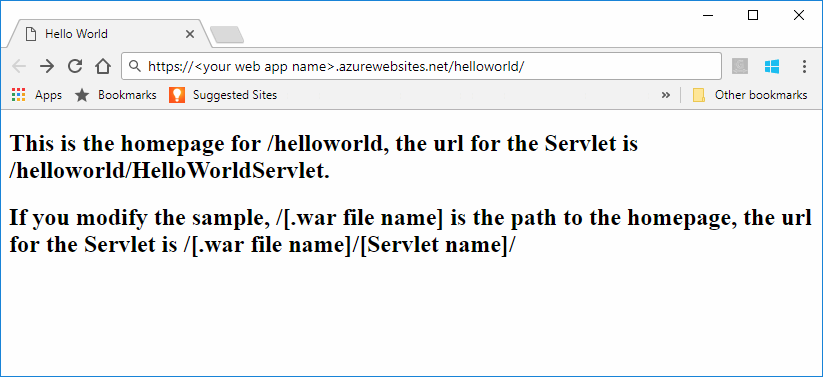 Hello World
https://<your web app name>.azurewebsites.net/helloworld/
Apps Bookmarks Suggested Sites » Other bookmarks
This is the homepage for /helloworld, the url for the Servlet is
/helloworld/HelloWorldServlet.
If you modify the sample, /[.war file name] is the path to the homepage, the url
for the Servlet is /[.war file name]/[Servlet name]/